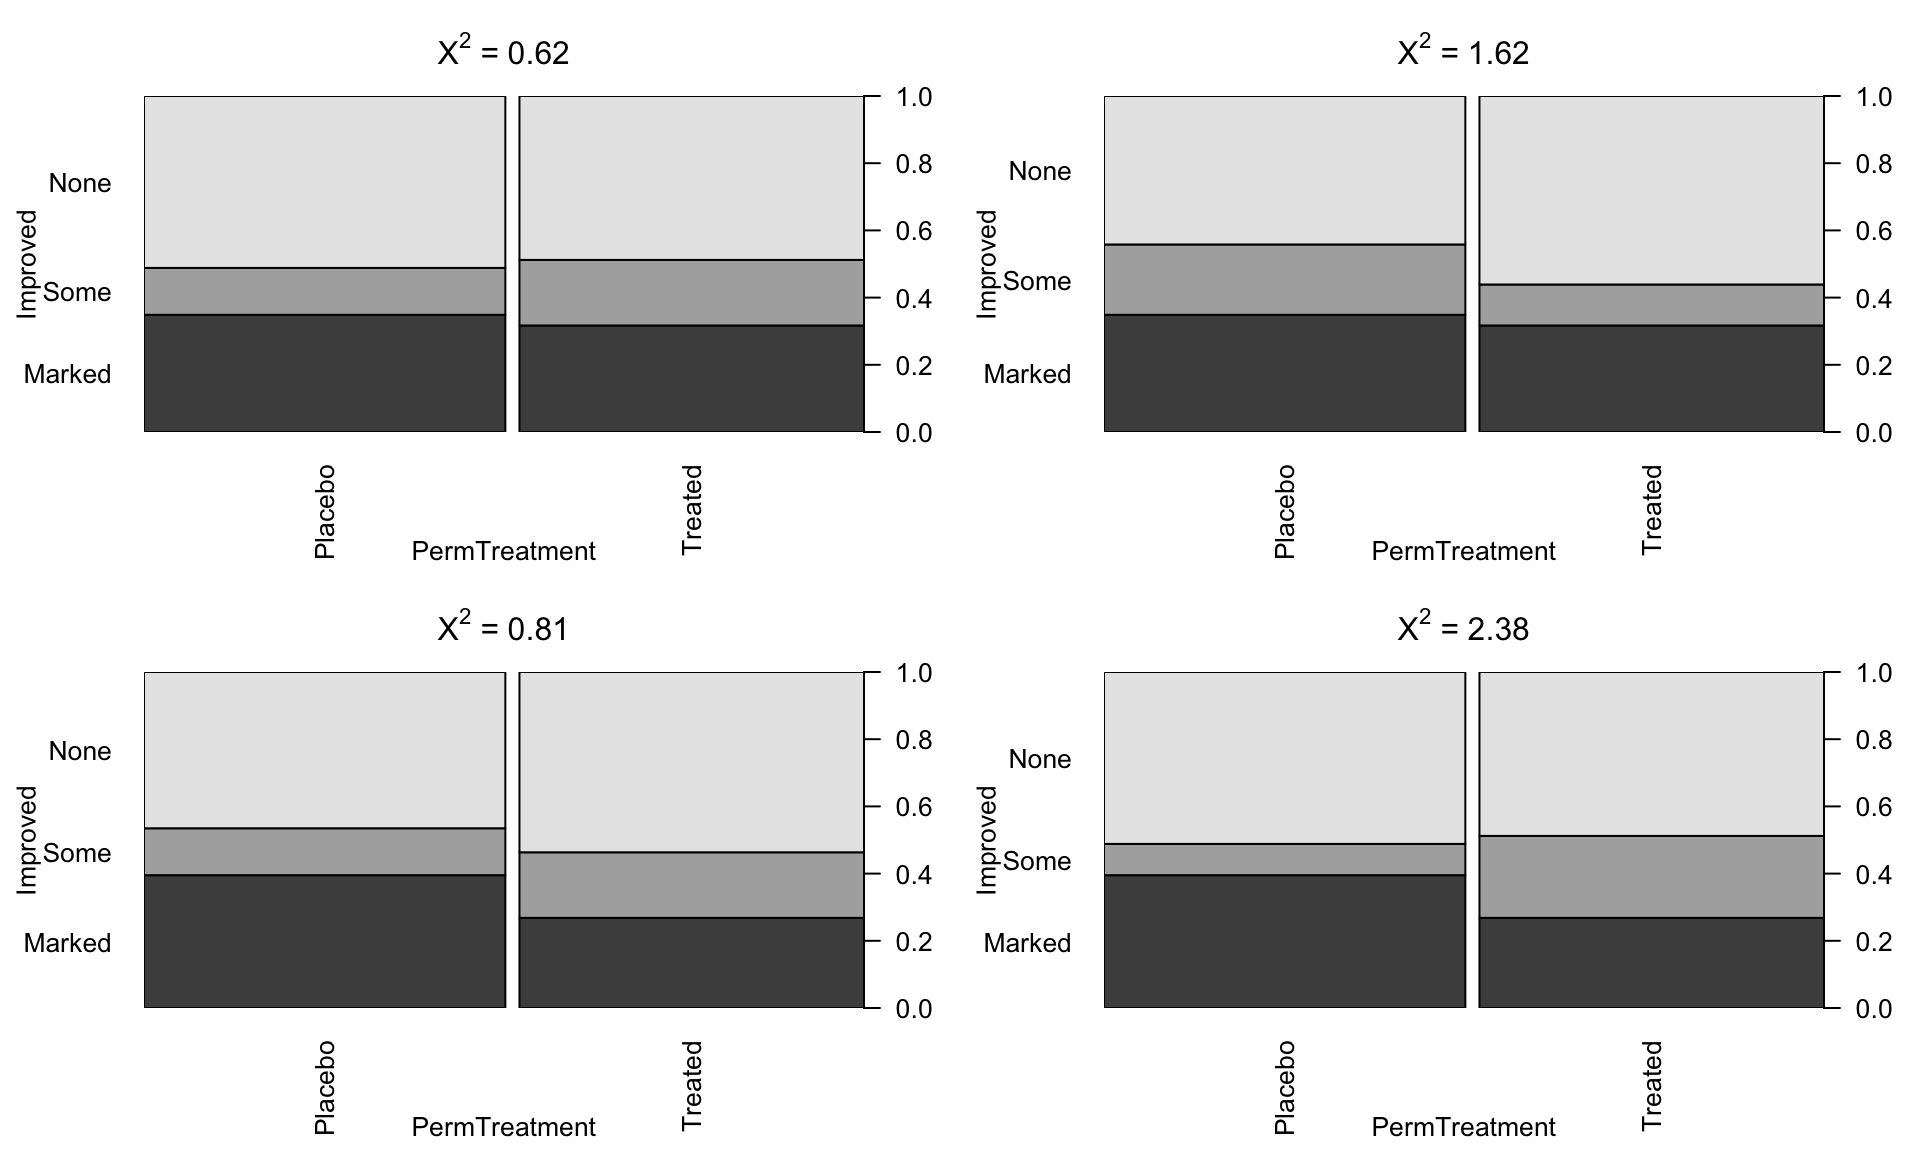 X² = 0.62
1.0
0.8
0.6
0.4
0.2
0.0
None
Some
Marked
Improved
Placebo
Treated
PermTreatment
X² = 1.62
1.0
0.8
0.6
0.4
0.2
0.0
None
Some
Marked
Improved
Placebo
Treated
PermTreatment
X² = 0.81
1.0
0.8
0.6
0.4
0.2
0.0
None
Some
Marked
Improved
Placebo
Treated
PermTreatment
X² = 2.38
1.0
0.8
0.6
0.4
0.2
0.0
None
Some
Marked
Improved
Placebo
Treated
PermTreatment